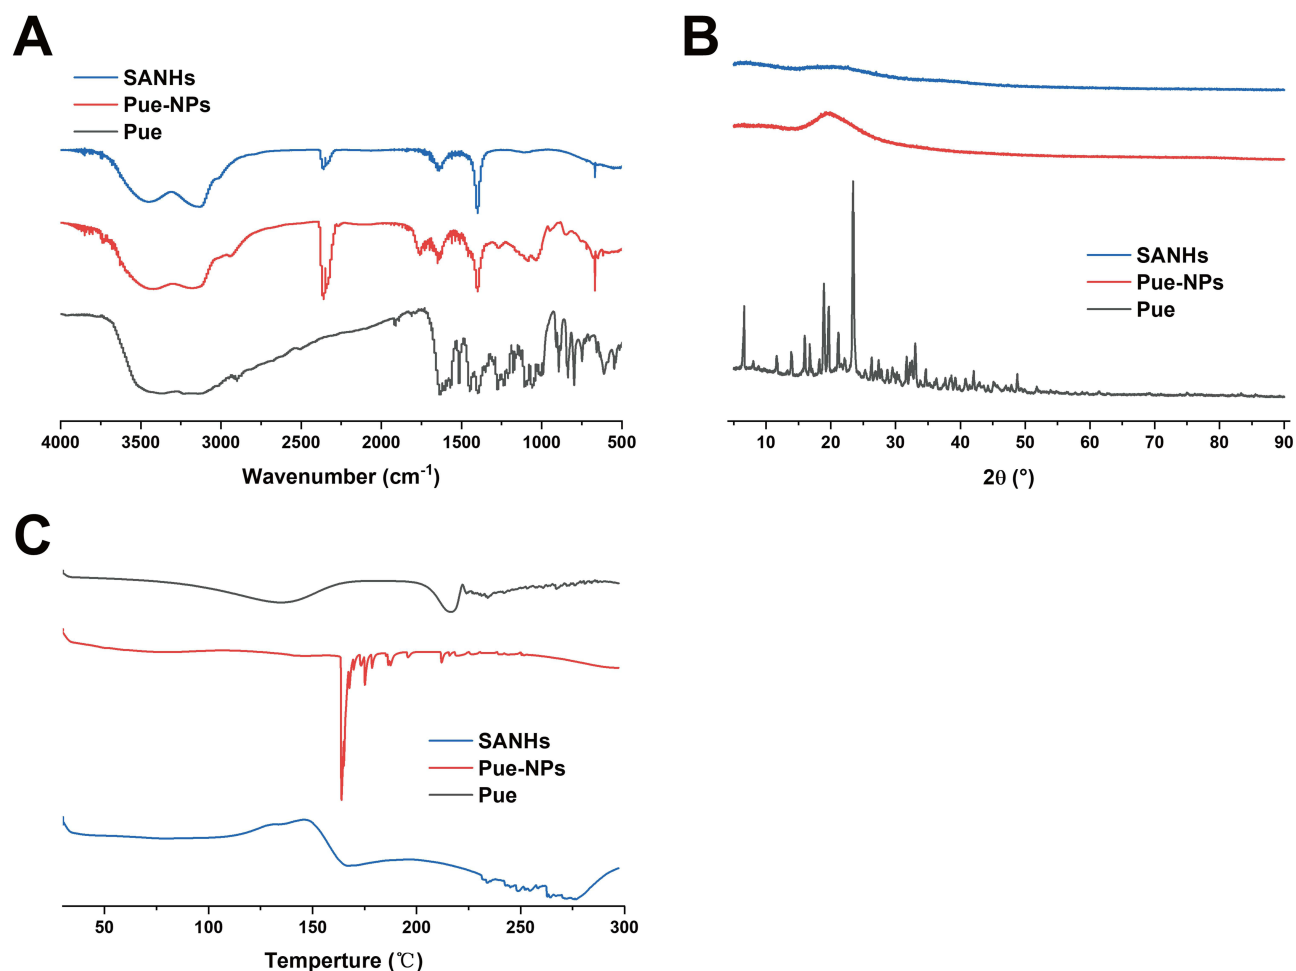 A
SANHs
Pue-NPs
Pue
4000 3500 3000 2500 2000 1500 1000 500
Wavenumber (cm⁻¹)
B
SANHs
Pue-NPs
Pue
10 20 30 40 50 60 70 80 90
2θ (°)
C
SANHs
Pue-NPs
Pue
50 100 150 200 250 300
Temperture (℃)